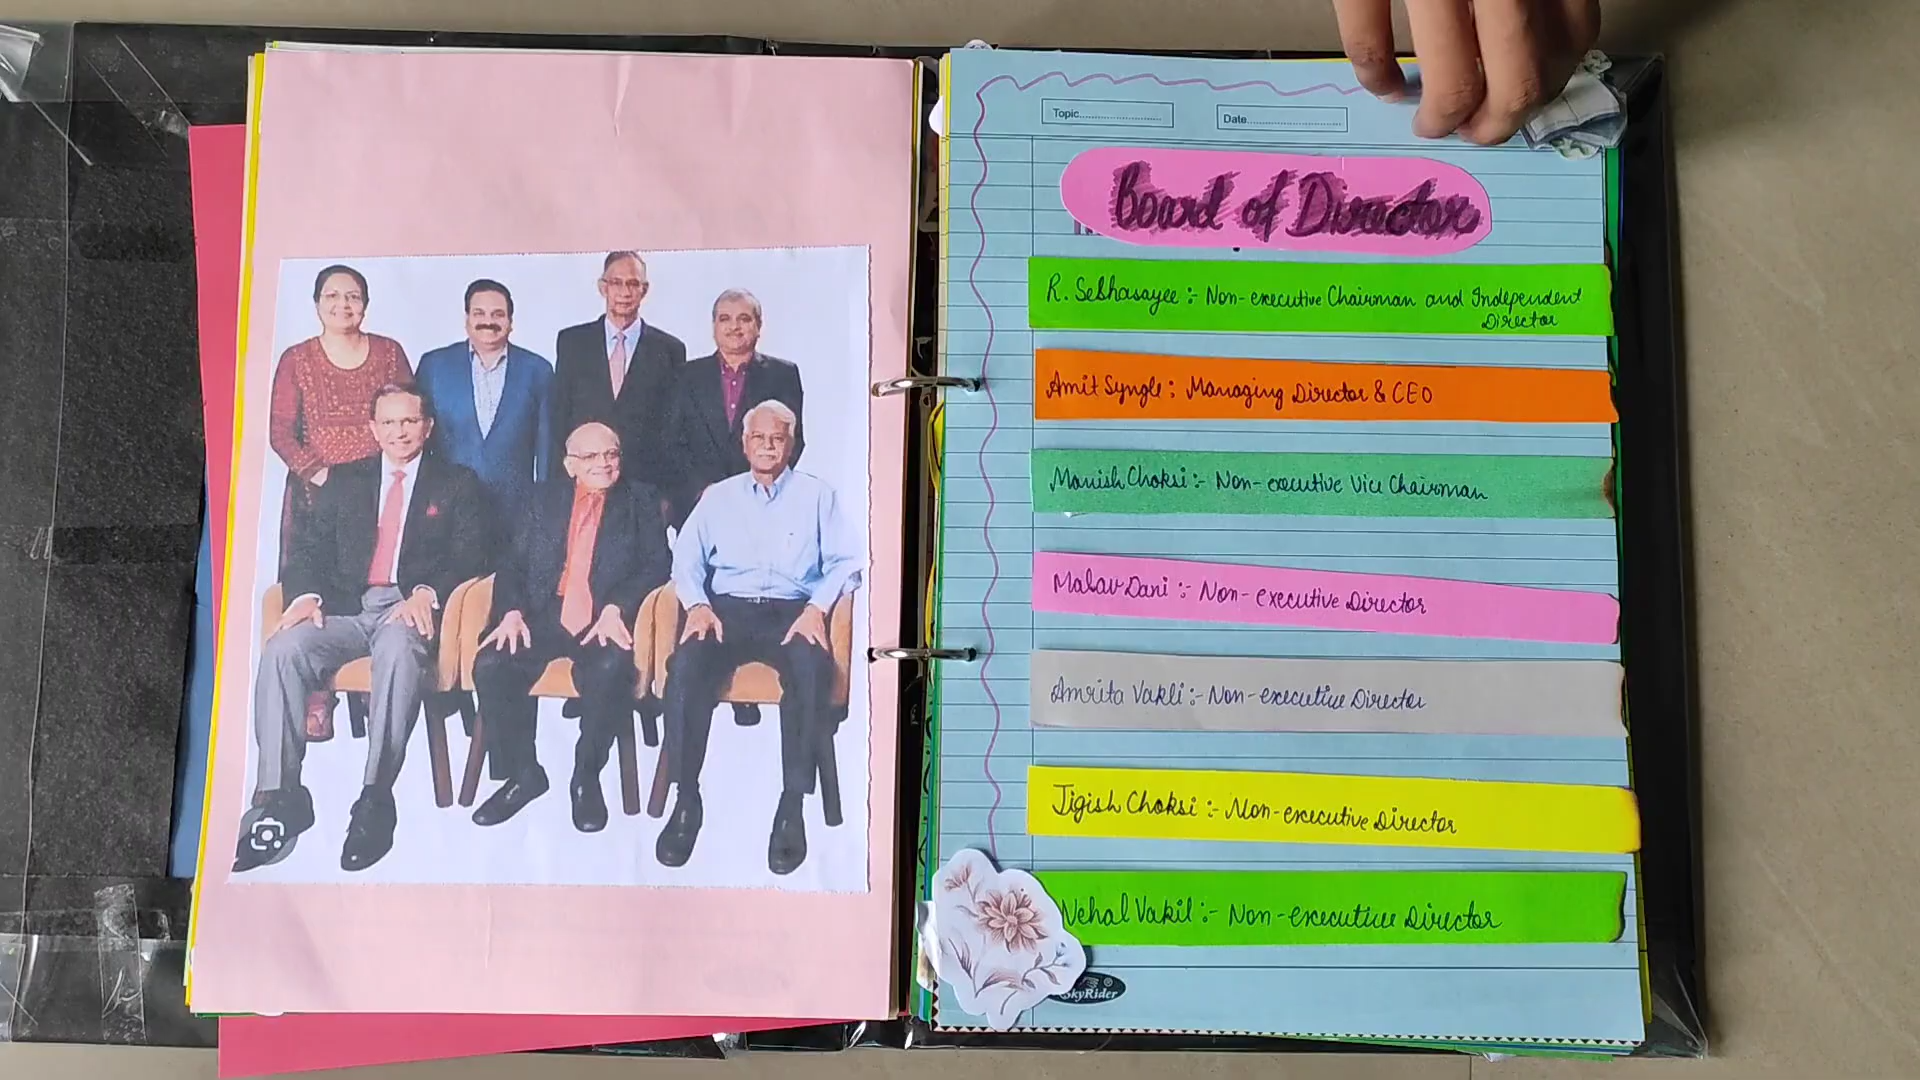 Topic..............................
Date..............................
Board of Director
R. Sebhasayee :- Non-executive Chairman and Independent
Director
Amit Syngle : Managing Director & CEO
Manish Choksi :- Non-executive Vice Chairman
Malav Dani :- Non-executive Director
Amrita Vakli :- Non-executive Director
Jigish Choksi :- Non-executive Director
Nehal Vakil :- Non-executive Director
SkyRider